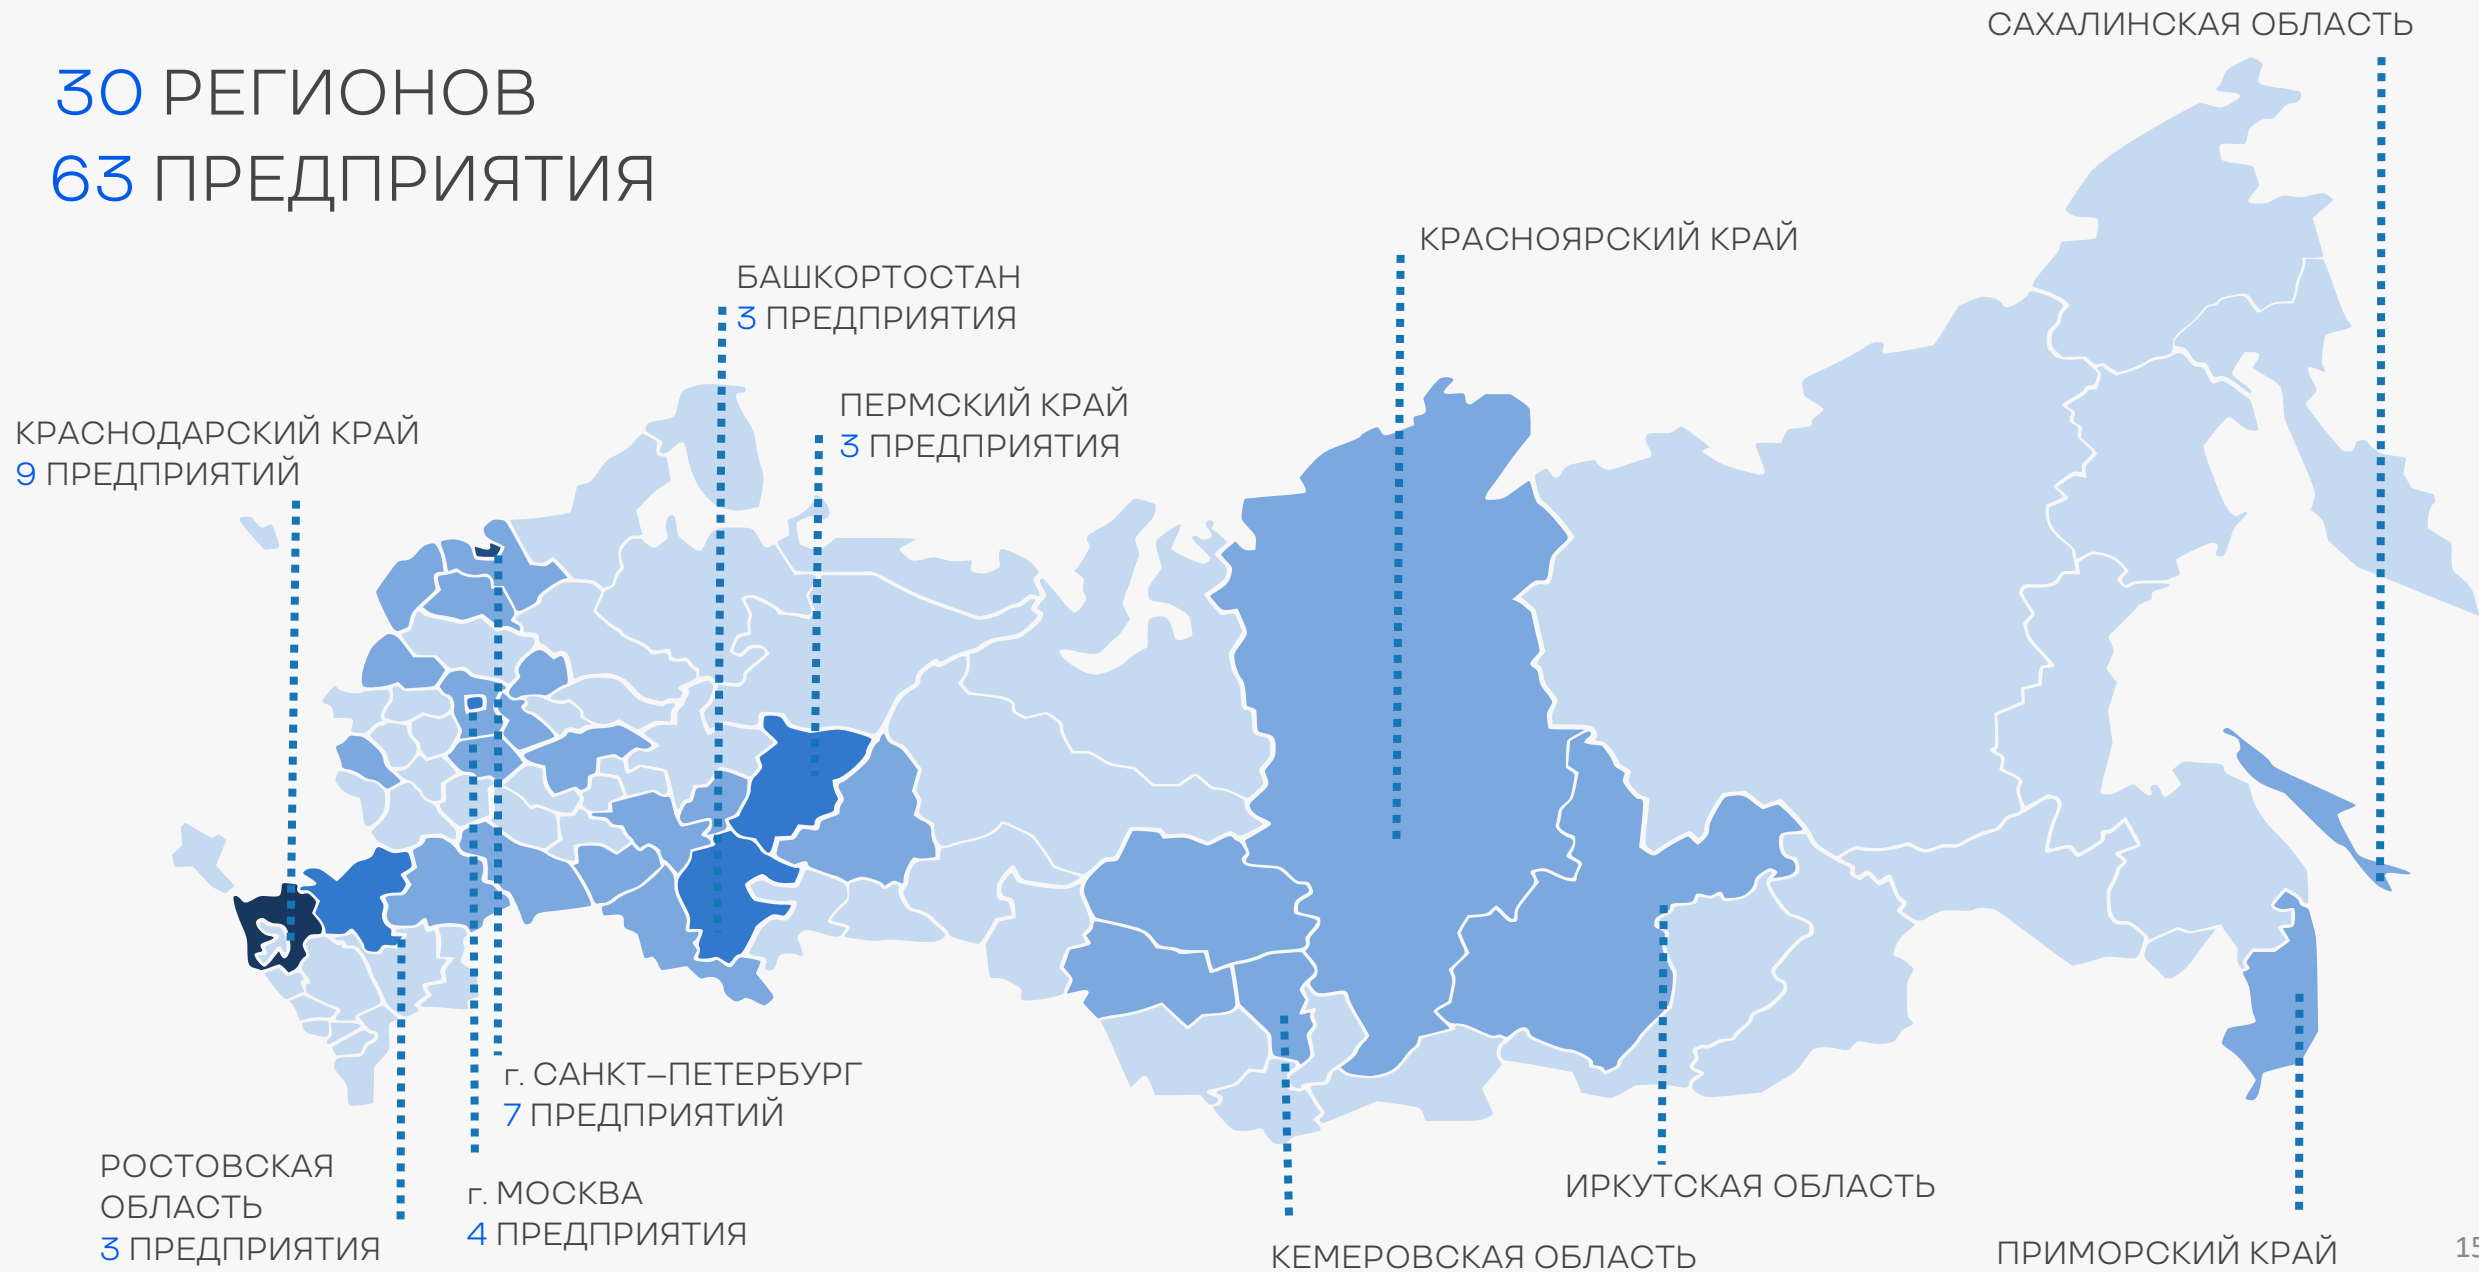 30 РЕГИОНОВ
63 ПРЕДПРИЯТИЯ
САХАЛИНСКАЯ ОБЛАСТЬ
КРАСНОЯРСКИЙ КРАЙ
БАШКОРТОСТАН
3 ПРЕДПРИЯТИЯ
ПЕРМСКИЙ КРАЙ
3 ПРЕДПРИЯТИЯ
КРАСНОДАРСКИЙ КРАЙ
9 ПРЕДПРИЯТИЙ
г. САНКТ–ПЕТЕРБУРГ
7 ПРЕДПРИЯТИЙ
РОСТОВСКАЯ
ОБЛАСТЬ
3 ПРЕДПРИЯТИЯ
г. МОСКВА
4 ПРЕДПРИЯТИЯ
ИРКУТСКАЯ ОБЛАСТЬ
КЕМЕРОВСКАЯ ОБЛАСТЬ
ПРИМОРСКИЙ КРАЙ
15